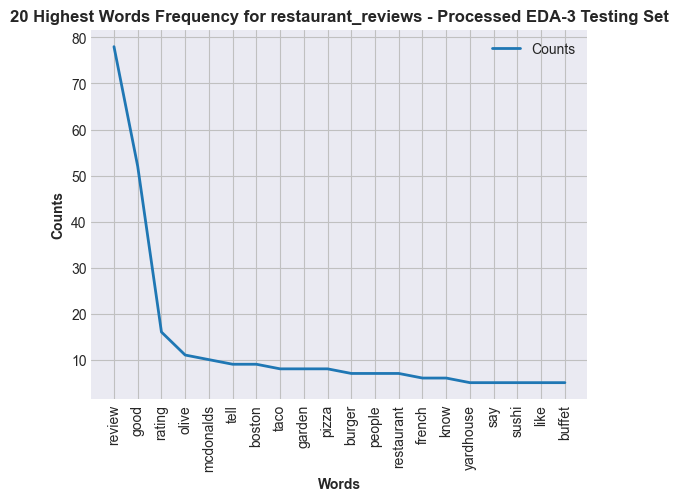 20 Highest Words Frequency for restaurant_reviews - Processed EDA-3 Testing Set
Counts
80
70
60
50
40
30
20
10
Counts
review
good
rating
olive
mcdonalds
tell
boston
taco
garden
pizza
burger
people
restaurant
french
know
yardhouse
say
sushi
like
buffet
Words